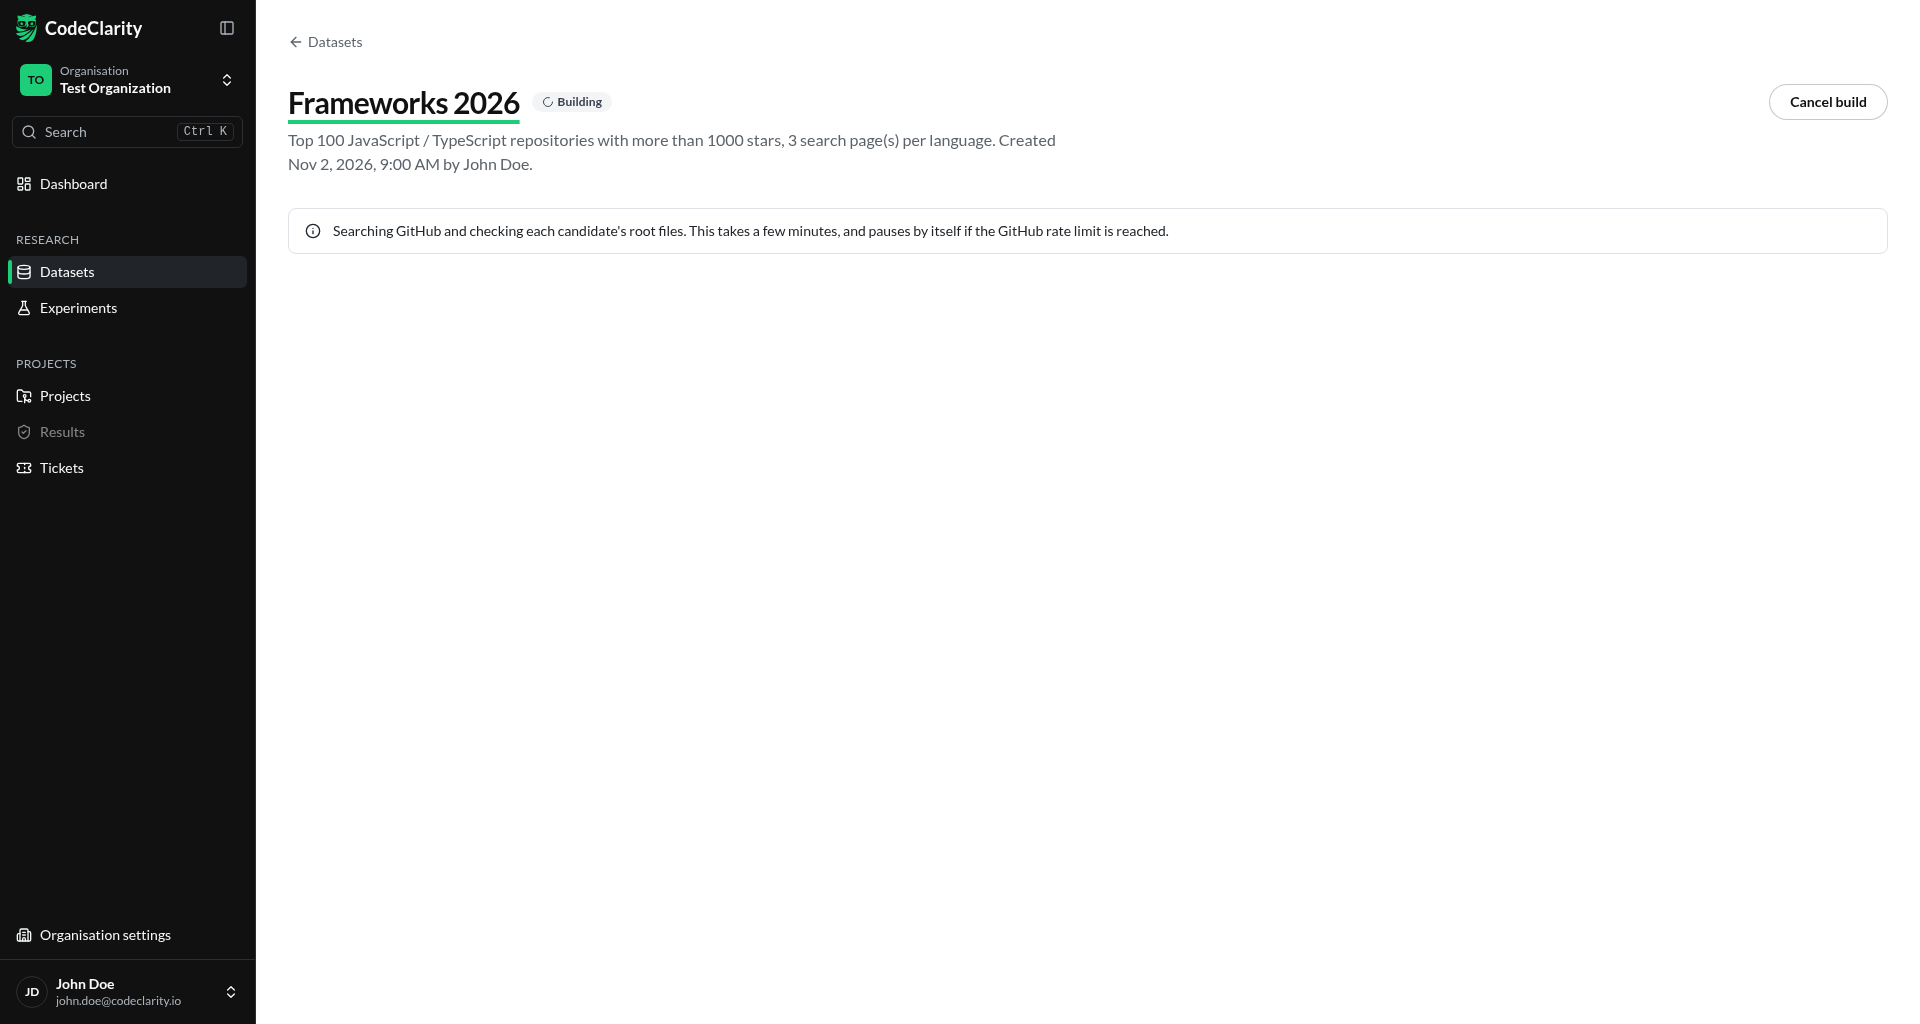 CodeClarity
TO
Organisation
Test Organization
Search
Ctrl K
Dashboard
RESEARCH
Datasets
Experiments
PROJECTS
Projects
Results
Tickets
Organisation settings
JD
John Doe
john.doe@codeclarity.io
Datasets
Frameworks 2026
Building
Cancel build
Top 100 JavaScript / TypeScript repositories with more than 1000 stars, 3 search page(s) per language. Created
Nov 2, 2026, 9:00 AM by John Doe.
Searching GitHub and checking each candidate's root files. This takes a few minutes, and pauses by itself if the GitHub rate limit is reached.